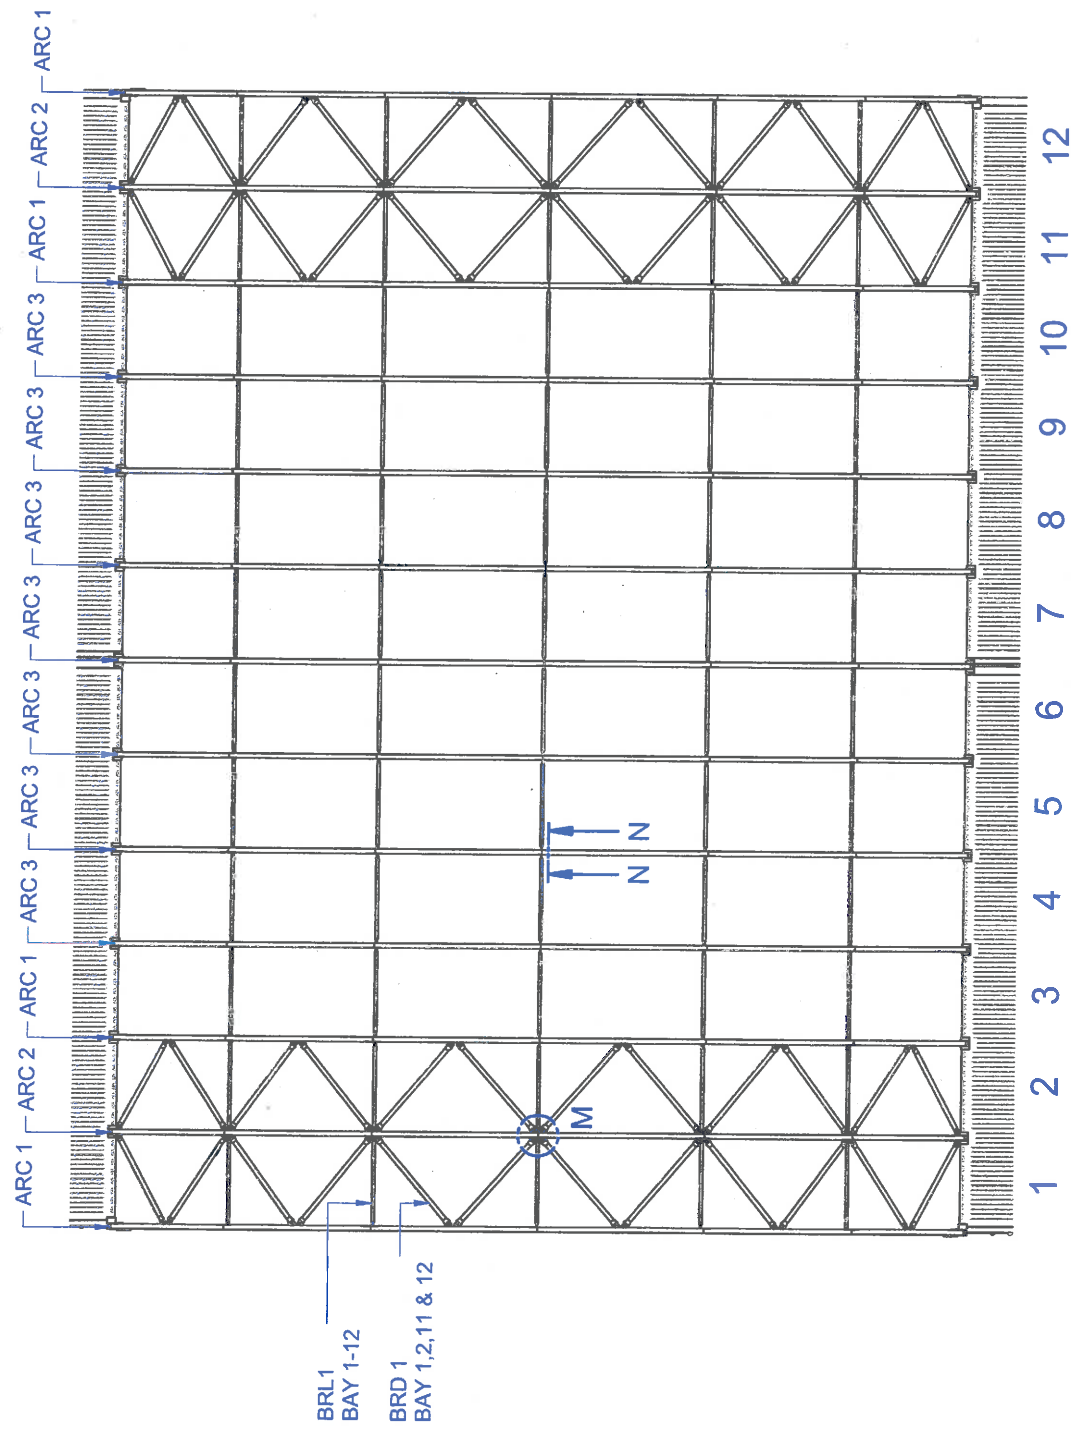 ARC 1 ARC 2 ARC 1 ARC 3 ARC 3 ARC 3 ARC 3 ARC 3 ARC 3 ARC 3 ARC 1 ARC 2 ARC 1
BRL1
BAY 1-12
BRD 1
BAY 1,2,11 & 12
M
N N
1 2 3 4 5 6 7 8 9 10 11 12